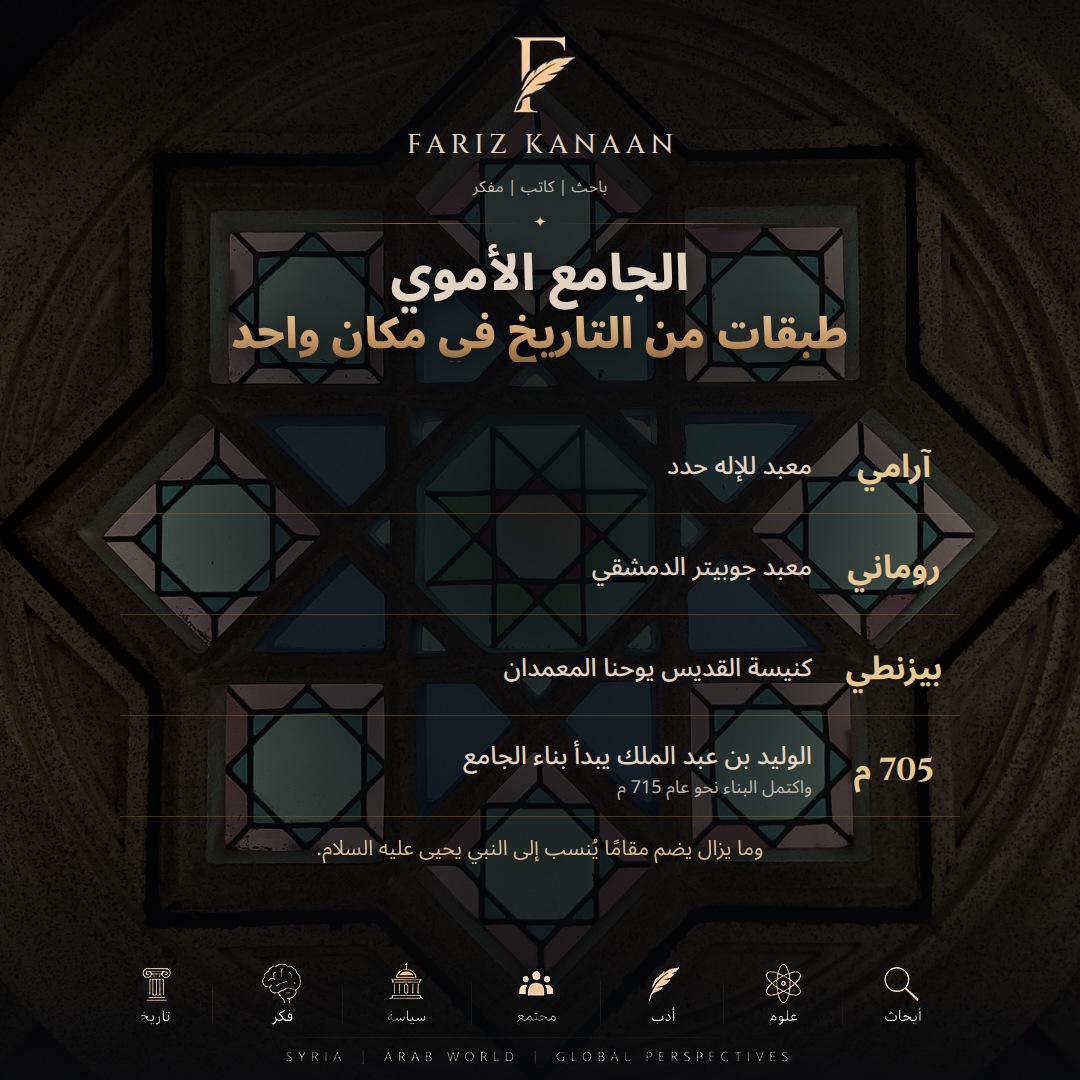 FARIZ KANAAN
باحث | كاتب | مفكر
الجامع الأموي
طبقات من التاريخ في مكان واحد
آرامي
معبد للإله حدد
روماني
معبد جوبيتر الدمشقي
بيزنطي
كنيسة القديس يوحنا المعمدان
705 م
الوليد بن عبد الملك يبدأ بناء الجامع
واكتمل البناء نحو عام 715 م
وما يزال يضم مقامًا يُنسب إلى النبي يحيى عليه السلام.
أبحاث
علوم
أدب
مجتمع
سياسة
فكر
تاريخ
SYRIA | ARAB WORLD | GLOBAL PERSPECTIVES